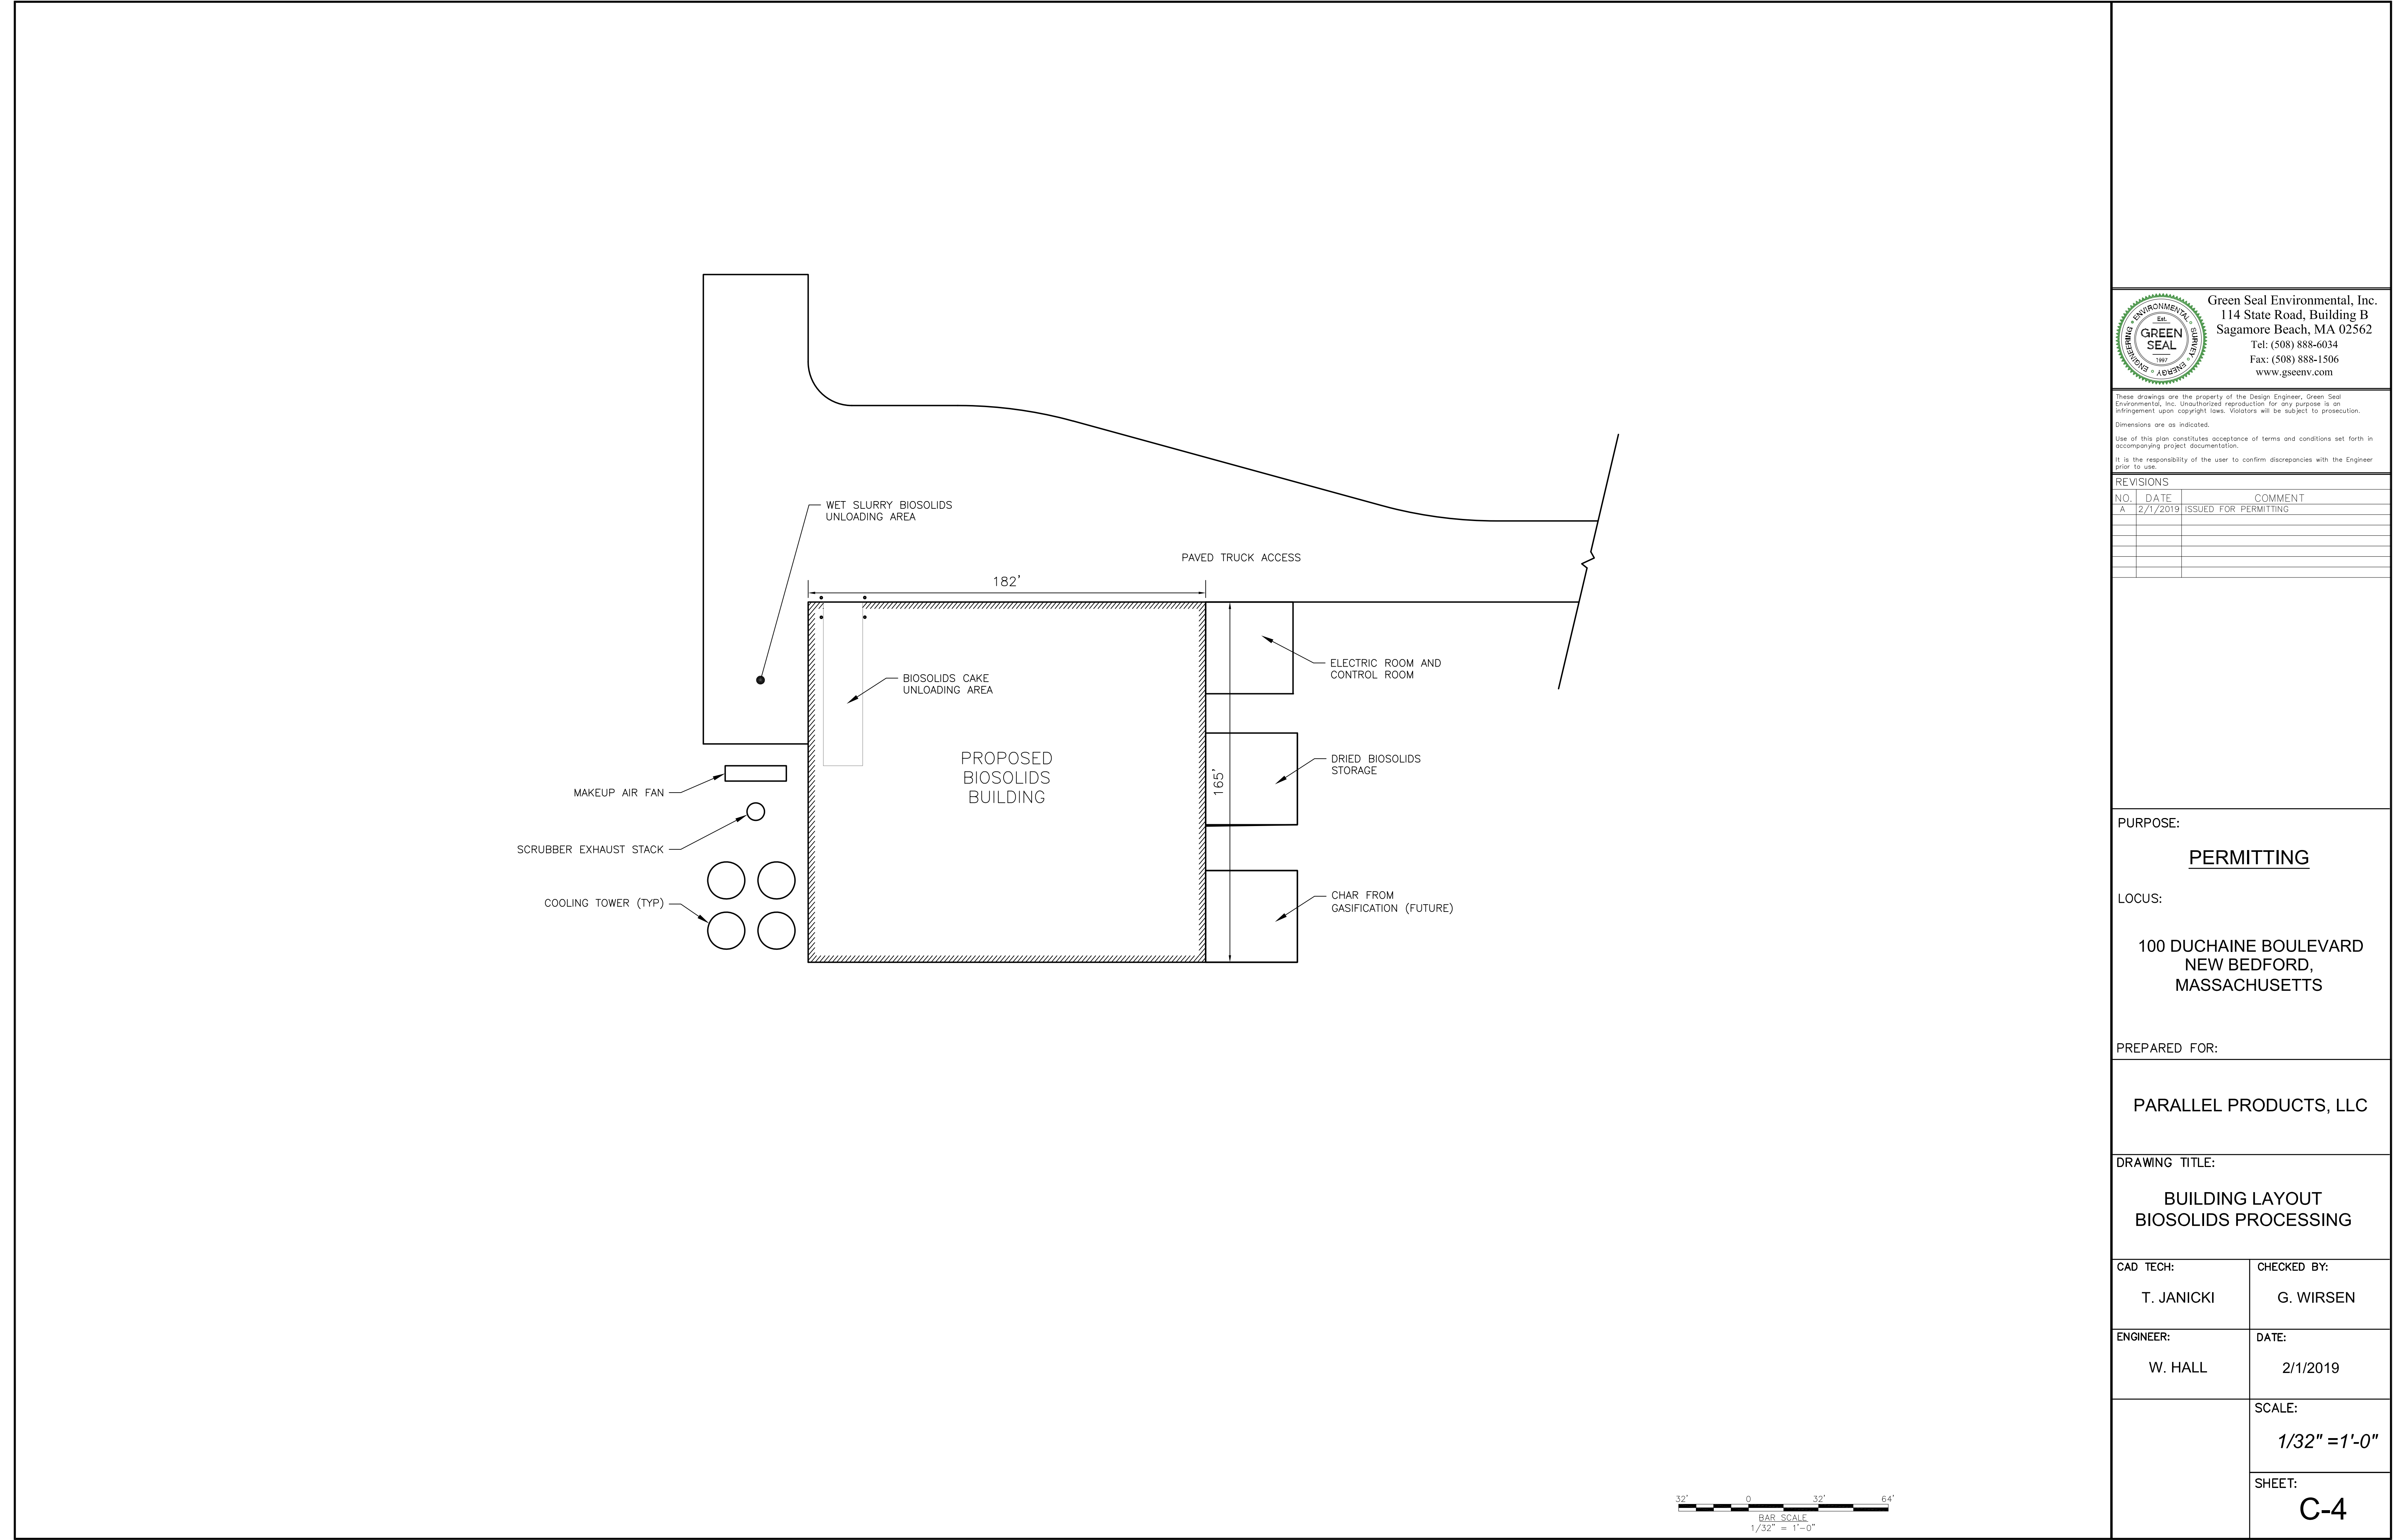 WET SLURRY BIOSOLIDS
UNLOADING AREA
PAVED TRUCK ACCESS
182'
BIOSOLIDS CAKE
UNLOADING AREA
ELECTRIC ROOM AND
CONTROL ROOM
PROPOSED
BIOSOLIDS
BUILDING
165'
DRIED BIOSOLIDS
STORAGE
MAKEUP AIR FAN
SCRUBBER EXHAUST STACK
COOLING TOWER (TYP)
CHAR FROM
GASIFICATION (FUTURE)
32' 0 32' 64'
BAR SCALE
1/32" = 1'-0"
ENGINEERING ENVIRONMENTAL SURVEY ENERGY
Est.
GREEN
SEAL
1997
Green Seal Environmental, Inc.
114 State Road, Building B
Sagamore Beach, MA 02562
Tel: (508) 888-6034
Fax: (508) 888-1506
www.gseenv.com
These drawings are the property of the Design Engineer, Green Seal
Environmental, Inc. Unauthorized reproduction for any purpose is an
infringement upon copyright laws. Violators will be subject to prosecution.
Dimensions are as indicated.
Use of this plan constitutes acceptance of terms and conditions set forth in
accompanying project documentation.
It is the responsibility of the user to confirm discrepancies with the Engineer
prior to use.
REVISIONS
NO. DATE COMMENT
A 2/1/2019 ISSUED FOR PERMITTING
PURPOSE:
PERMITTING
LOCUS:
100 DUCHAINE BOULEVARD
NEW BEDFORD,
MASSACHUSETTS
PREPARED FOR:
PARALLEL PRODUCTS, LLC
DRAWING TITLE:
BUILDING LAYOUT
BIOSOLIDS PROCESSING
CAD TECH: CHECKED BY:
T. JANICKI G. WIRSEN
ENGINEER: DATE:
W. HALL 2/1/2019
SCALE:
1/32" =1'-0"
SHEET:
C-4